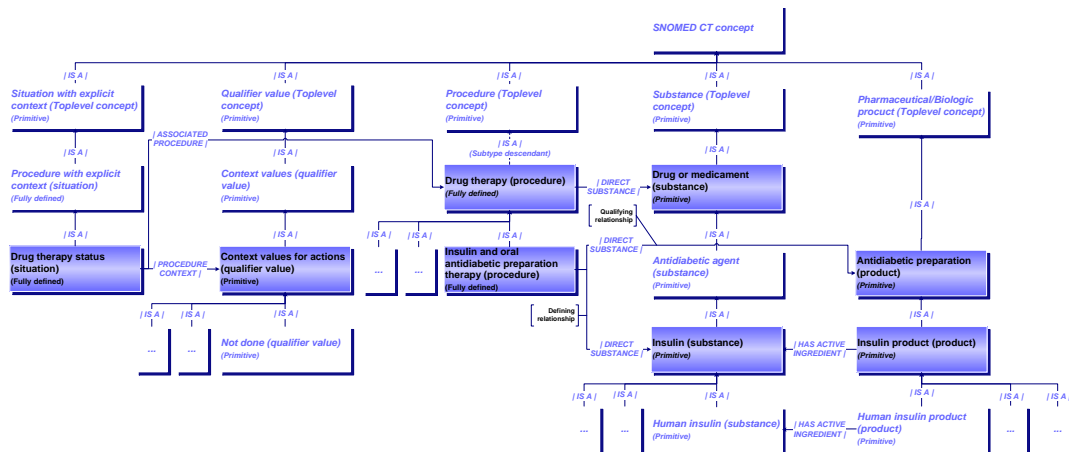 SNOMED CT concept
| IS A |
| IS A |
| IS A |
| IS A |
| IS A |
Situation with explicit
context (Toplevel concept)
(Primitive)
Qualifier value (Toplevel
concept)
(Primitive)
Procedure (Toplevel
concept)
(Primitive)
Substance (Toplevel
concept)
(Primitive)
Pharmaceutical/Biologic
procuct (Toplevel concept)
(Primitive)
| IS A |
| ASSOCIATED
PROCEDURE |
| IS A |
| IS A |
(Subtype descendant)
| IS A |
Procedure with explicit
context (situation)
(Fully defined)
Context values (qualifier
value)
(Primitive)
Drug therapy (procedure)
(Fully defined)
| DIRECT
SUBSTANCE |
Drug or medicament
(substance)
(Primitive)
Qualifying
relationship
| IS A |
| IS A |
| IS A |
| IS A |
| IS A |
| DIRECT
SUBSTANCE |
| IS A |
| IS A |
Drug therapy status
(situation)
(Fully defined)
| PROCEDURE
CONTEXT |
Context values for actions
(qualifier value)
(Primitive)
...
...
Insulin and oral
antidiabetic preparation
therapy (procedure)
(Fully defined)
Antidiabetic agent
(substance)
(Primitive)
Antidiabetic preparation
(product)
(Primitive)
| IS A |
| IS A |
| IS A |
Defining
relationship
| IS A |
| IS A |
...
...
Not done (qualifier value)
(Primitive)
| DIRECT
SUBSTANCE |
Insulin (substance)
(Primitive)
| HAS ACTIVE
INGREDIENT |
Insulin product (product)
(Primitive)
| IS A |
| IS A |
| IS A |
| IS A |
| IS A |
| IS A |
...
...
Human insulin (substance)
(Primitive)
| HAS ACTIVE
INGREDIENT |
Human insulin product
(product)
(Primitive)
...
...